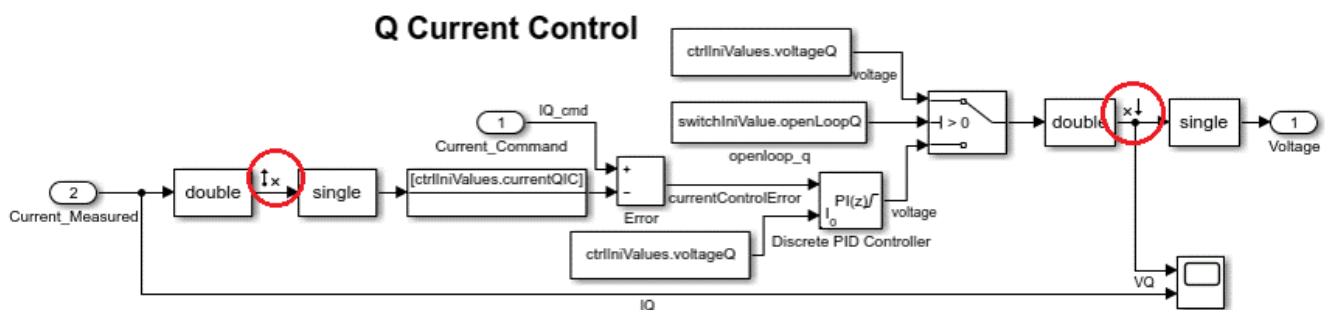 Q Current Control
ctrlIniValues.voltageQ
voltage
IQ_cmd
1
Current_Command
switchIniValue.openLoopQ
> 0
double
single
1
Voltage
openloop_q
2
Current_Measured
double
single
[ctrlIniValues.currentQIC]
+
−
Error
currentControlError
PI(z)
I0
voltage
Discrete PID Controller
ctrlIniValues.voltageQ
VQ
IQ